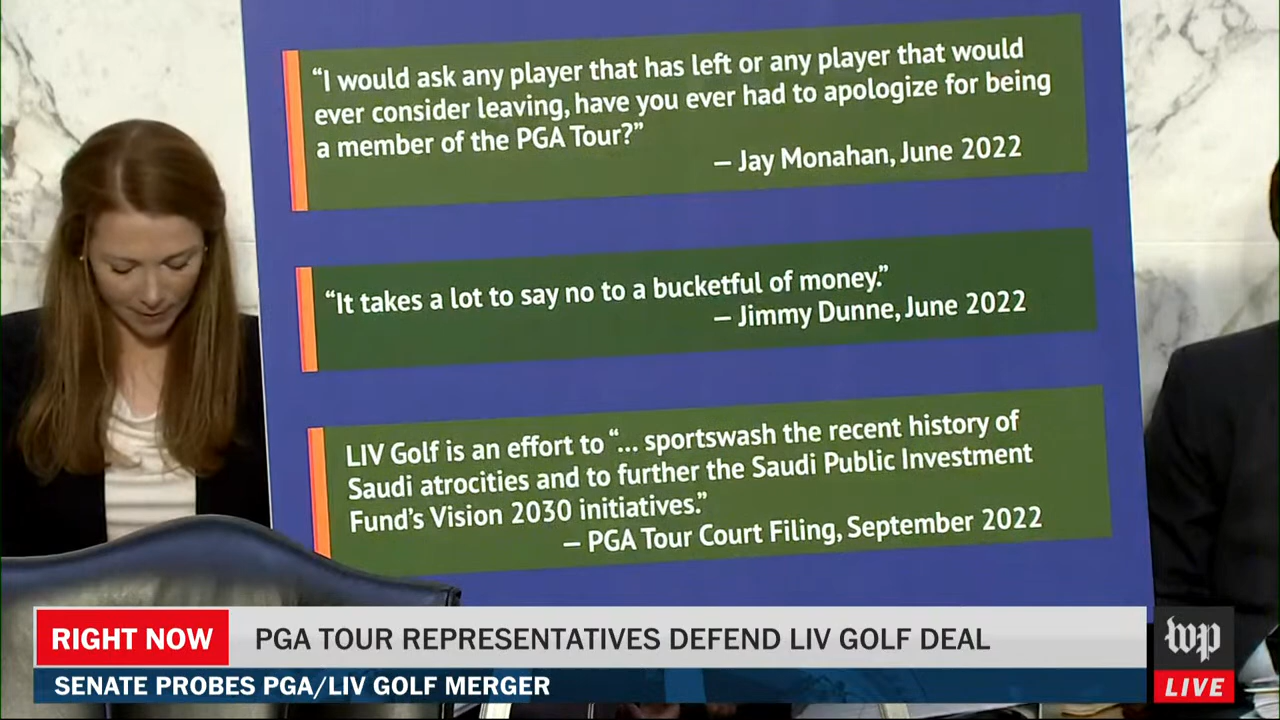 “I would ask any player that has left or any player that would
ever consider leaving, have you ever had to apologize for being
a member of the PGA Tour?”
– Jay Monahan, June 2022
“It takes a lot to say no to a bucketful of money.”
– Jimmy Dunne, June 2022
LIV Golf is an effort to “... sportswash the recent history of
Saudi atrocities and to further the Saudi Public Investment
Fund’s Vision 2030 initiatives.”
– PGA Tour Court Filing, September 2022
RIGHT NOW
PGA TOUR REPRESENTATIVES DEFEND LIV GOLF DEAL
SENATE PROBES PGA/LIV GOLF MERGER
wp
LIVE